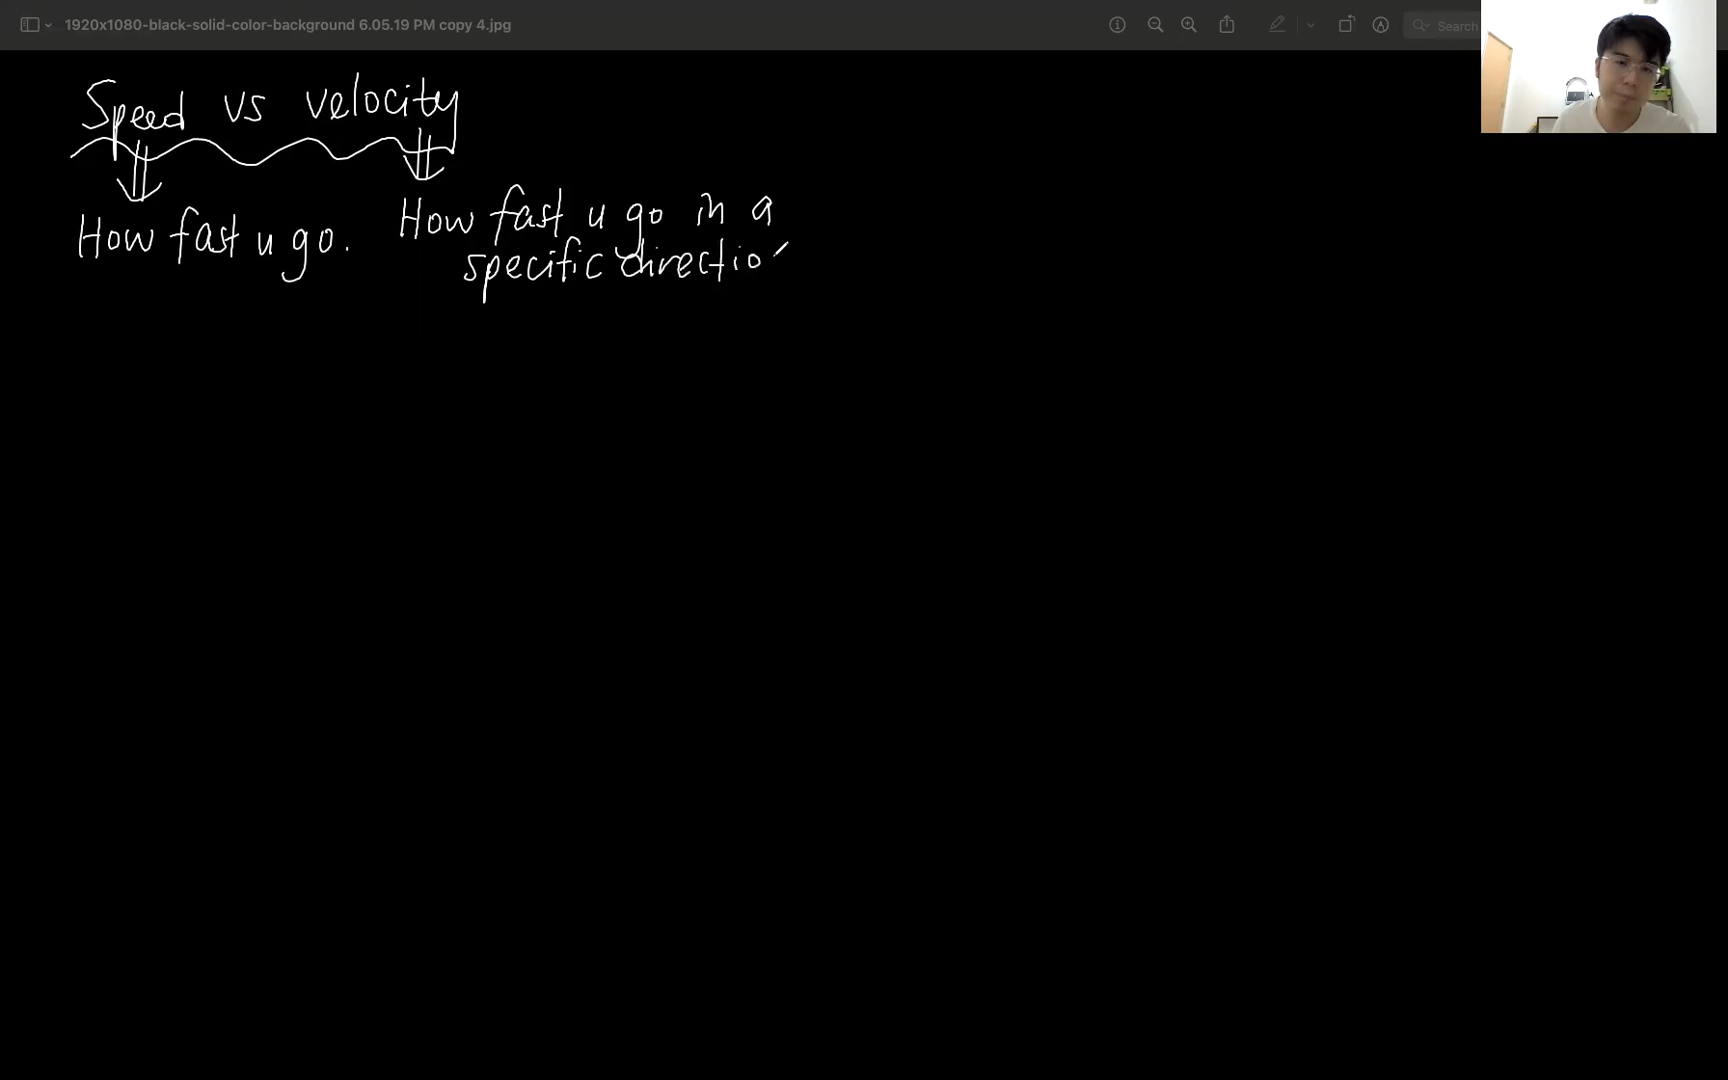 1920x1080-black-solid-color-background 6.05.19 PM copy 4.jpg
Search
Speed vs velocity
How fast u go.
How fast u go in a
specific directio